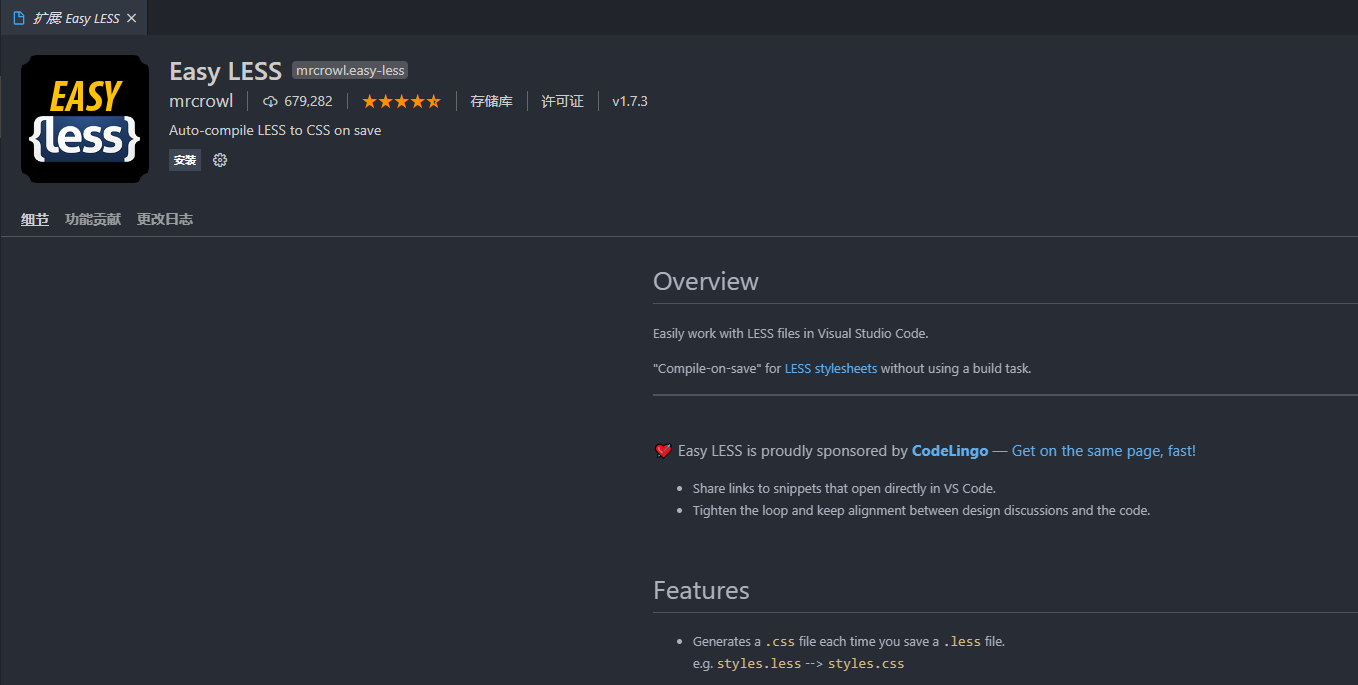 扩展: Easy LESS
EASY
{less}
Easy LESS mrcrowl.easy-less
mrcrowl 679,282 存储库 许可证 v1.7.3
Auto-compile LESS to CSS on save
安装
细节 功能贡献 更改日志
Overview
Easily work with LESS files in Visual Studio Code.
"Compile-on-save" for LESS stylesheets without using a build task.
Easy LESS is proudly sponsored by CodeLingo — Get on the same page, fast!
• Share links to snippets that open directly in VS Code.
• Tighten the loop and keep alignment between design discussions and the code.
Features
• Generates a .css file each time you save a .less file.
e.g. styles.less --> styles.css